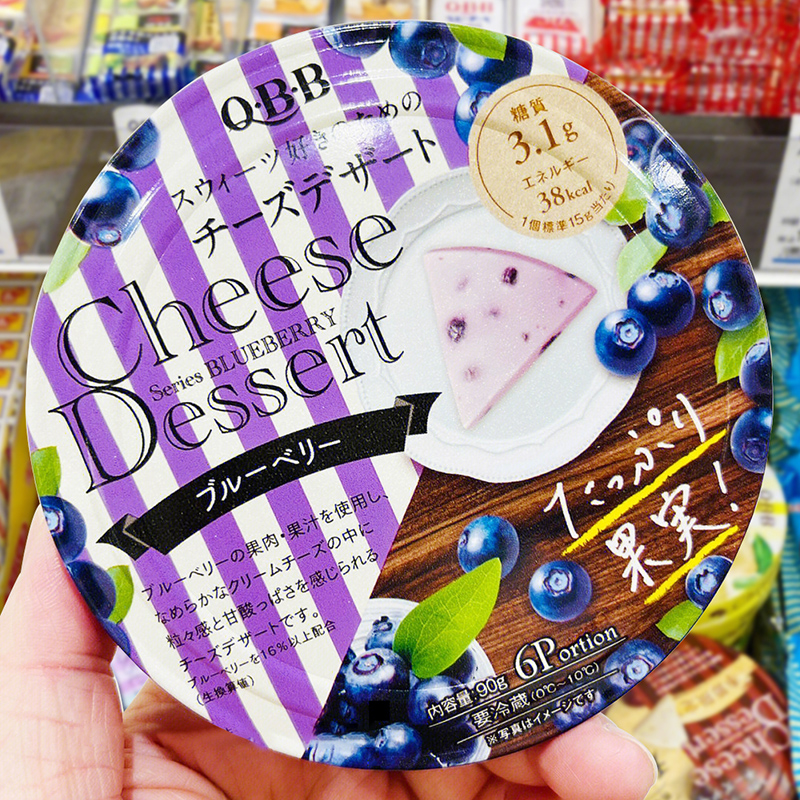 Q・B・B
スウィーツ好きのための
チーズデザート
Cheese
Series BLUEBERRY
Dessert
ブルーベリー
糖質
3.1g
エネルギー
38kcal
1個標準15g当たり
たっぷり
果実!
ブルーベリーの果肉・果汁を使用し、
なめらかなクリームチーズの中に
粒々感と甘酸っぱさを感じられる
チーズデザートです。
ブルーベリーを16%以上配合
(生換算値)
6Portion
内容量:90g
要冷蔵(0℃〜10℃)
※写真はイメージです。
QBB
Cheese
Dessert